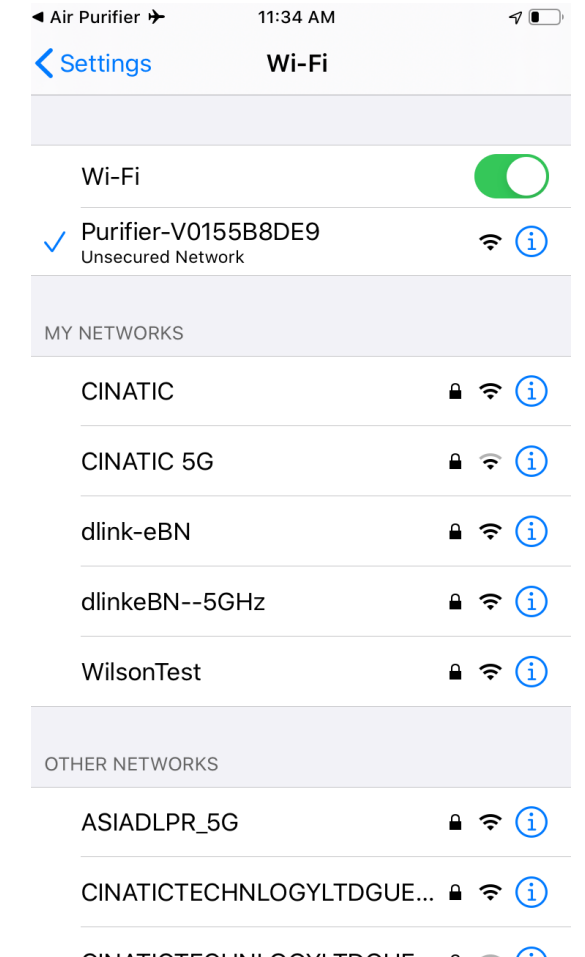 Air Purifier
11:34 AM
Settings
Wi-Fi
Wi-Fi
Purifier-V0155B8DE9
Unsecured Network
MY NETWORKS
CINATIC
CINATIC 5G
dlink-eBN
dlinkeBN--5GHz
WilsonTest
OTHER NETWORKS
ASIADLPR_5G
CINATICTECHNLOGYLTDGUE...